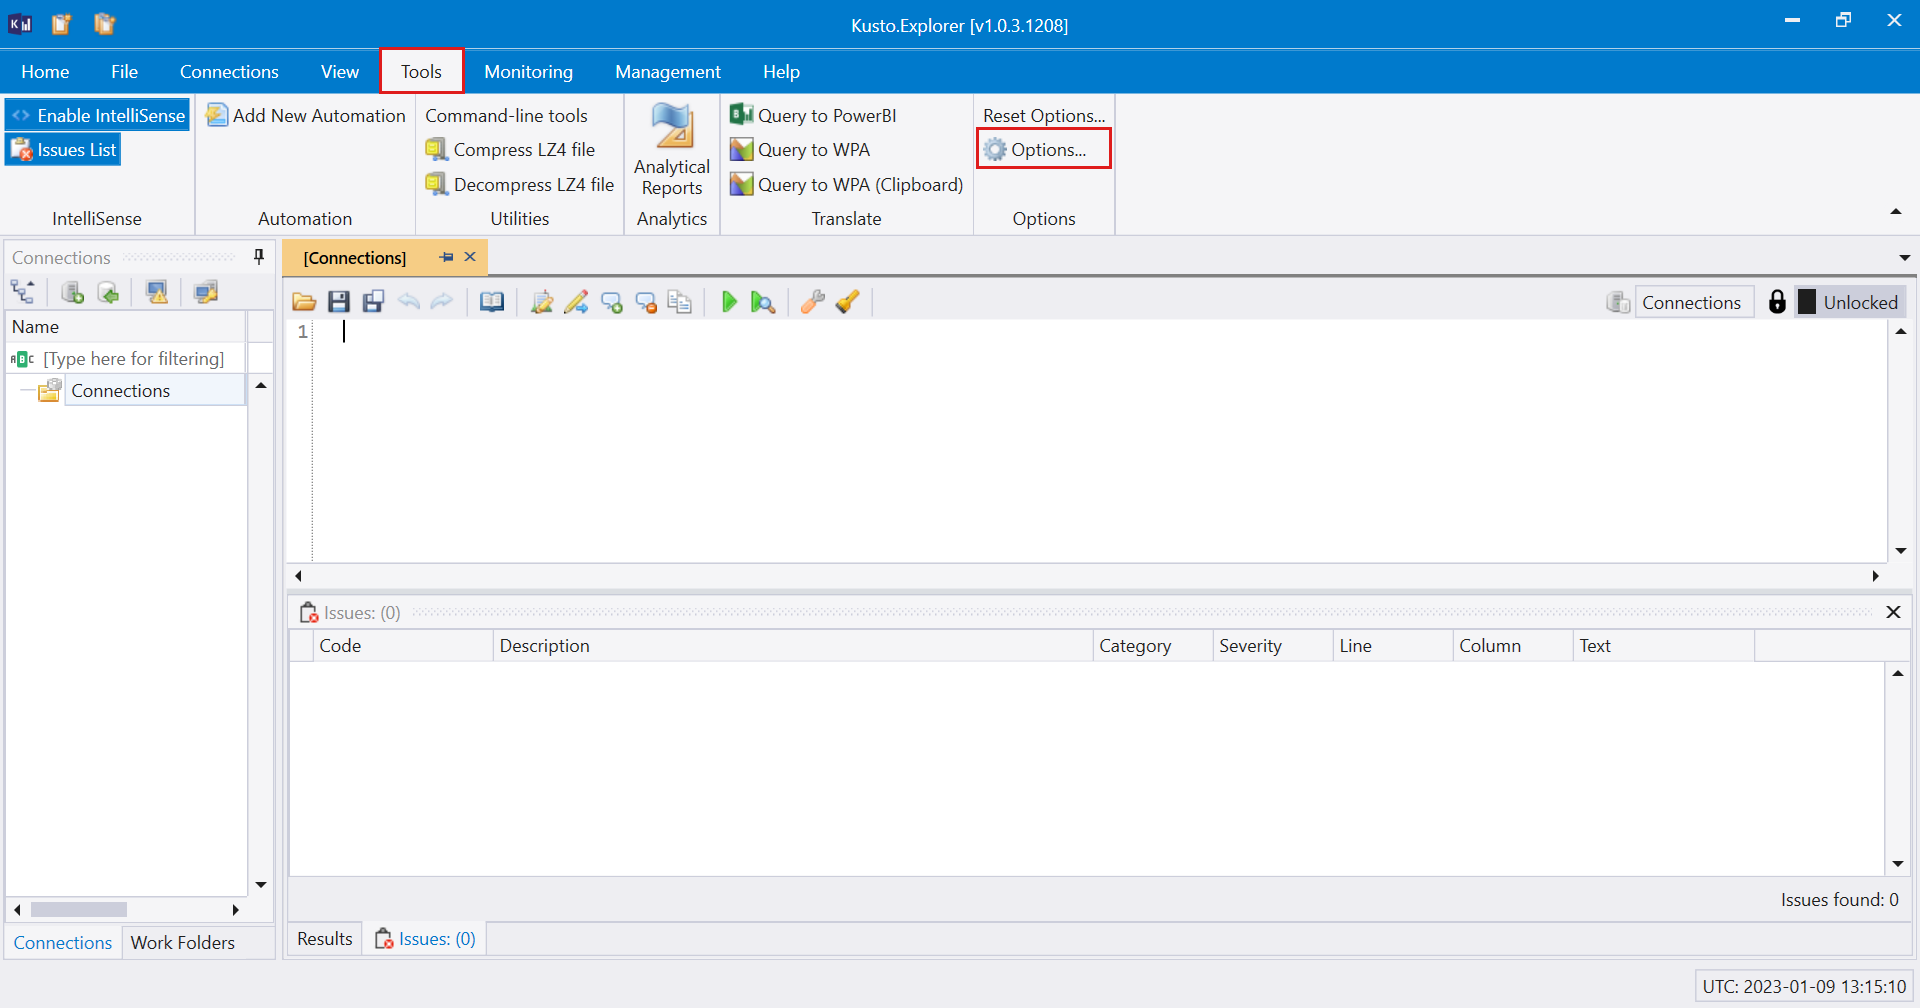 Kusto.Explorer [v1.0.3.1208]
Home File Connections View Tools Monitoring Management Help
Enable IntelliSense
Issues List
IntelliSense
Add New Automation
Automation
Command-line tools
Compress LZ4 file
Decompress LZ4 file
Utilities
Analytical
Reports
Analytics
Query to PowerBI
Query to WPA
Query to WPA (Clipboard)
Translate
Reset Options...
Options...
Options
Connections
Name
ABC [Type here for filtering]
Connections
Connections Work Folders
[Connections]
Connections Unlocked
1
Issues: (0)
Code Description Category Severity Line Column Text
Issues found: 0
Results Issues: (0)
UTC: 2023-01-09 13:15:10